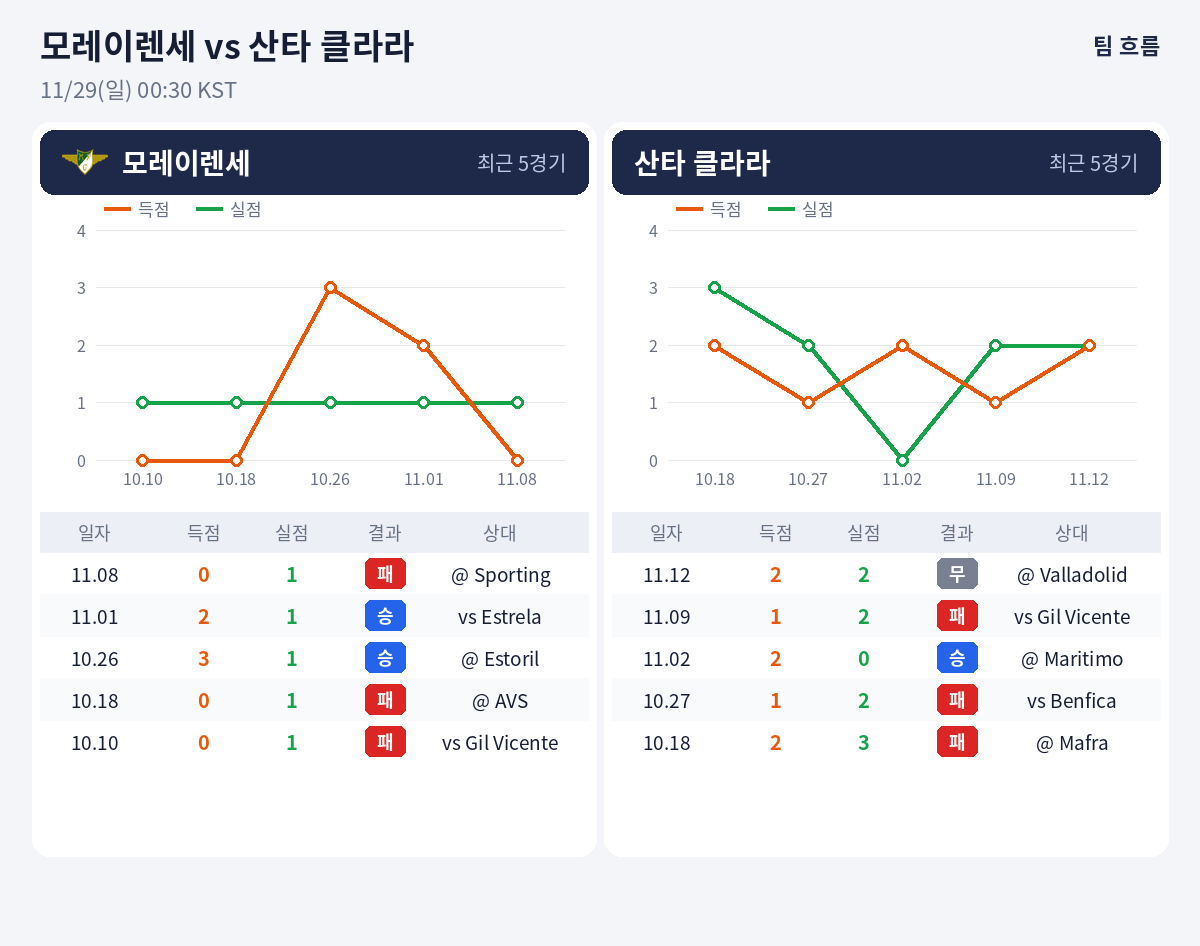 모레이렌세 vs 산타 클라라
팀 흐름
11/29(일) 00:30 KST
모레이렌세
최근 5경기
득점
실점
4
3
2
1
0
10.10
10.18
10.26
11.01
11.08
일자 득점 실점 결과 상대
11.08 0 1 패 @ Sporting
11.01 2 1 승 vs Estrela
10.26 3 1 승 @ Estoril
10.18 0 1 패 @ AVS
10.10 0 1 패 vs Gil Vicente
산타 클라라
최근 5경기
득점
실점
4
3
2
1
0
10.18
10.27
11.02
11.09
11.12
일자 득점 실점 결과 상대
11.12 2 2 무 @ Valladolid
11.09 1 2 패 vs Gil Vicente
11.02 2 0 승 @ Maritimo
10.27 1 2 패 vs Benfica
10.18 2 3 패 @ Mafra